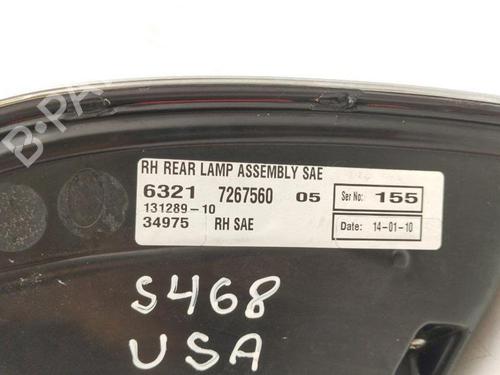 RH REAR LAMP ASSEMBLY SAE
6321 7267560 05 Ser No: 155
131289-10
34975 RH SAE Date: 14-01-10
S468
USA
B-PARTS